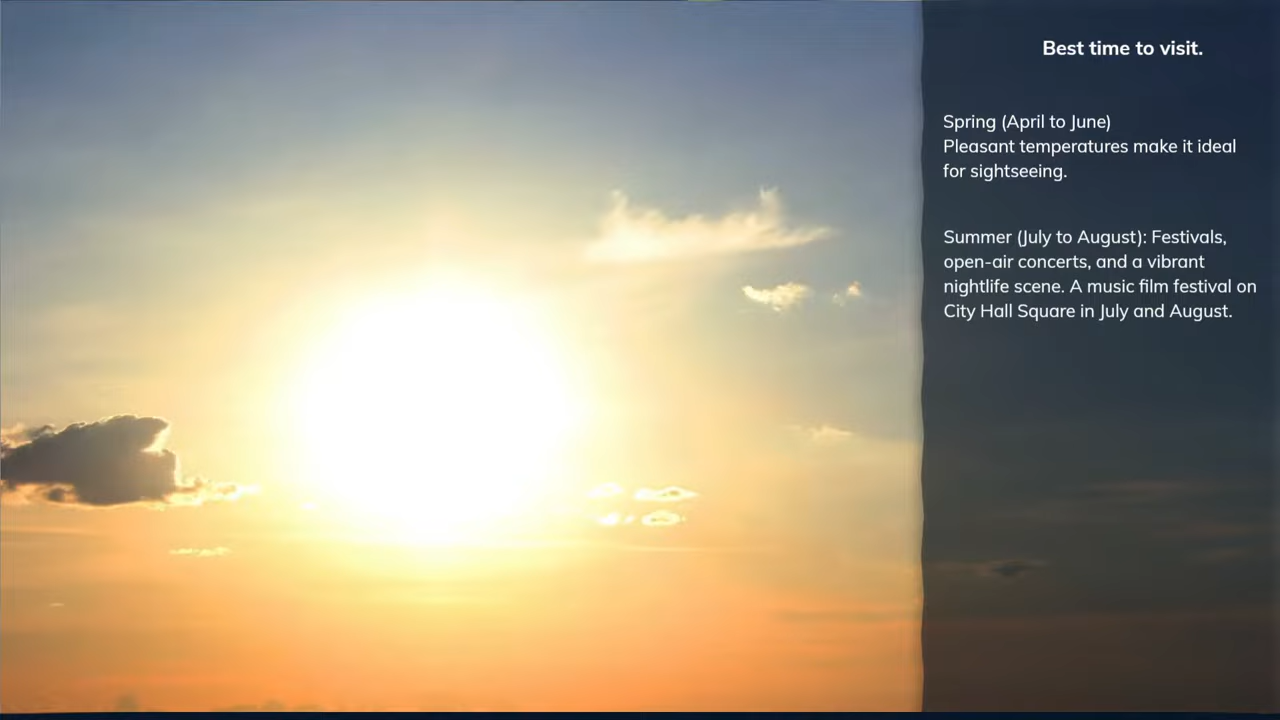 Best time to visit.
Spring (April to June)
Pleasant temperatures make it ideal
for sightseeing.
Summer (July to August): Festivals,
open-air concerts, and a vibrant
nightlife scene. A music film festival on
City Hall Square in July and August.